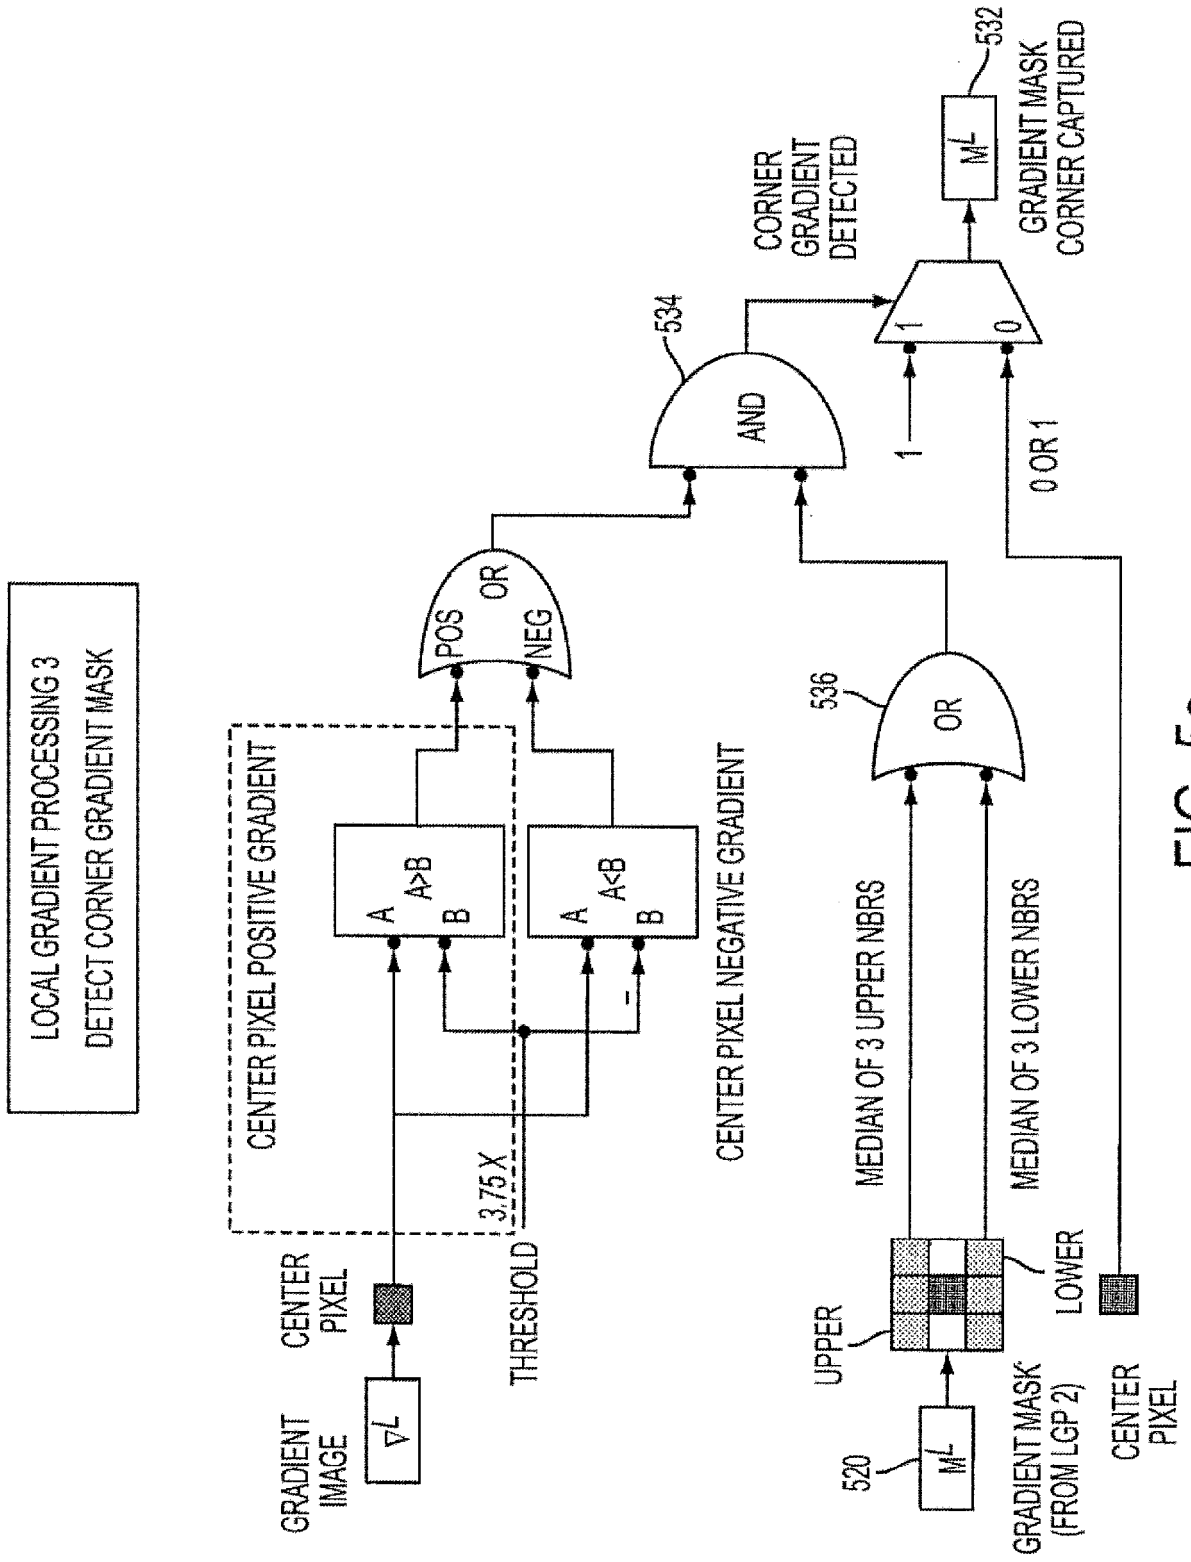 LOCAL GRADIENT PROCESSING 3
DETECT CORNER GRADIENT MASK
GRADIENT
IMAGE
∇L
CENTER
PIXEL
CENTER PIXEL POSITIVE GRADIENT
A
A>B
B
3.75 X
THRESHOLD
A
A<B
B
–
CENTER PIXEL NEGATIVE GRADIENT
POS
OR
NEG
534
AND
CORNER
GRADIENT
DETECTED
1
1
0
0 OR 1
ML
532
GRADIENT MASK
CORNER CAPTURED
520
ML
GRADIENT MASK
(FROM LGP 2)
UPPER
LOWER
MEDIAN OF 3 UPPER NBRS
MEDIAN OF 3 LOWER NBRS
536
OR
CENTER
PIXEL